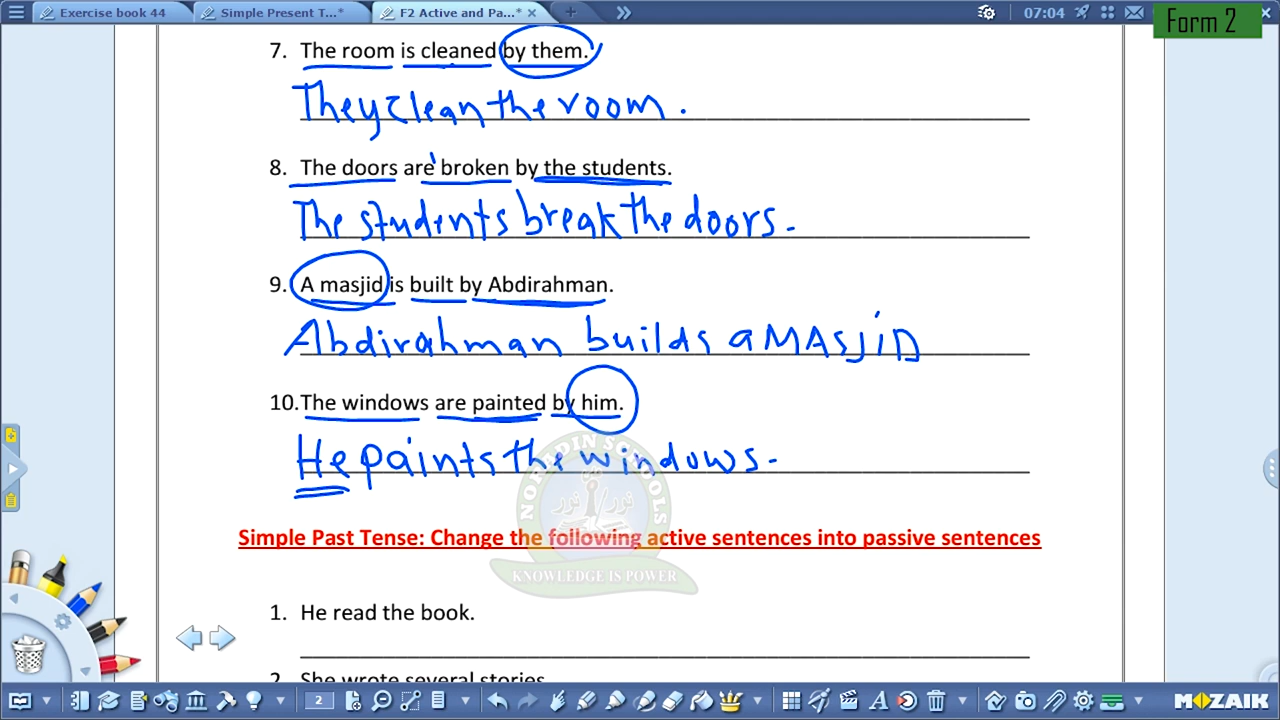 Exercise book 44
Simple Present T...*
F2 Active and Pa...*
07:04
Form 2
7. The room is cleaned by them.
They clean the room.
8. The doors are broken by the students.
The students break the doors.
9. A masjid is built by Abdirahman.
Abdirahman builds a MASJID
10. The windows are painted by him.
He paints the windows.
NORADIN SCHOOLS
KNOWLEDGE IS POWER
Simple Past Tense: Change the following active sentences into passive sentences
1. He read the book.
2. She wrote several stories.
2
MOZAIK